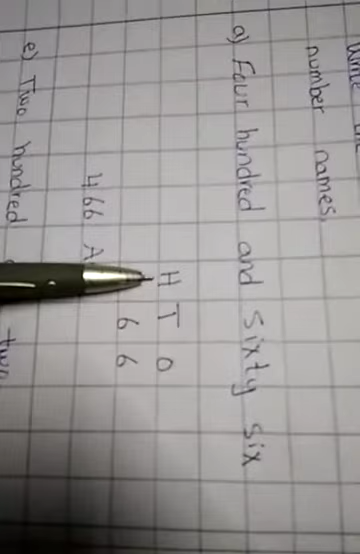 number names.
a) Four hundred and sixty six
H T O
6 6
466 A
e) Two hundred